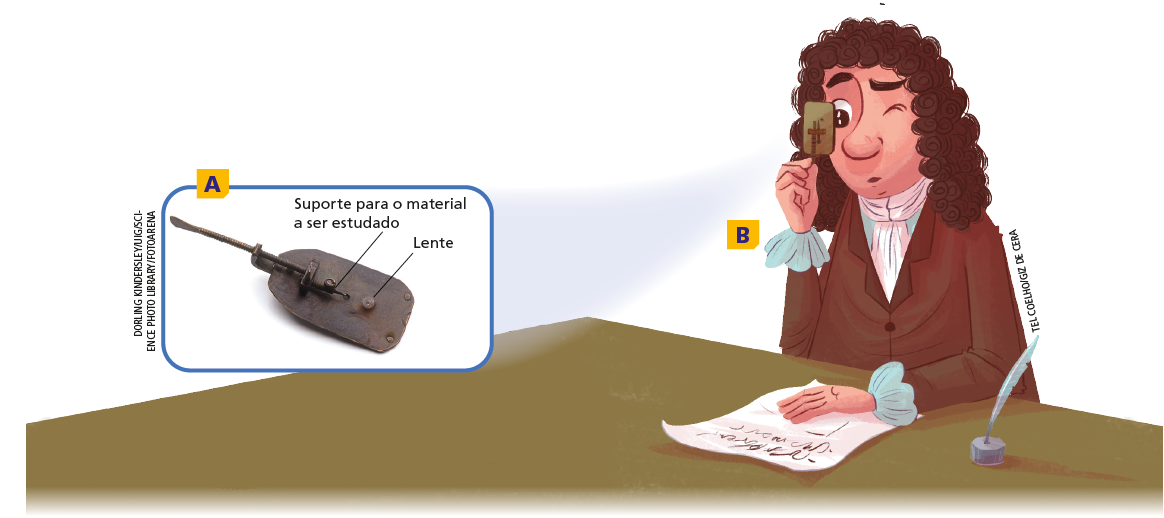 A
Suporte para o material
a ser estudado
Lente
DORLING KINDERSLEY/UIG/SCI-
ENCE PHOTO LIBRARY/FOTOARENA
B
TEL COELHO/GIZ DE CERA